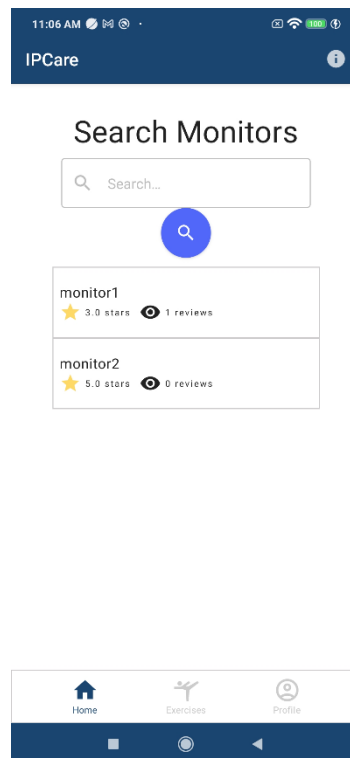 11:06 AM
100
IPCare
Search Monitors
Search...
monitor1
3.0 stars 1 reviews
monitor2
5.0 stars 0 reviews
Home Exercises Profile